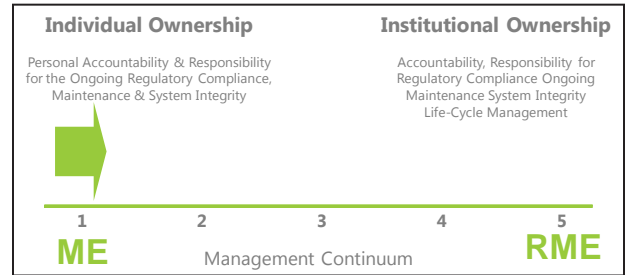 Individual Ownership
Personal Accountability & Responsibility
for the Ongoing Regulatory Compliance,
Maintenance & System Integrity
Institutional Ownership
Accountability, Responsibility for
Regulatory Compliance Ongoing
Maintenance System Integrity
Life-Cycle Management
1 2 3 4 5
ME Management Continuum RME